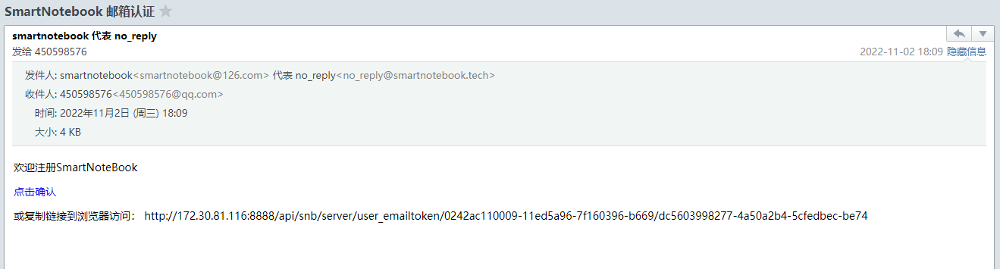 SmartNotebook 邮箱认证
smartnotebook 代表 no_reply
发给 450598576
2022-11-02 18:09 隐藏信息
发件人: smartnotebook<smartnotebook@126.com> 代表 no_reply<no_reply@smartnotebook.tech>
收件人: 450598576<450598576@qq.com>
时间: 2022年11月2日 (周三) 18:09
大小: 4 KB
欢迎注册SmartNoteBook
点击确认
或复制链接到浏览器访问： http://172.30.81.116:8888/api/snb/server/user_emailtoken/0242ac110009-11ed5a96-7f160396-b669/dc5603998277-4a50a2b4-5cfedbec-be74